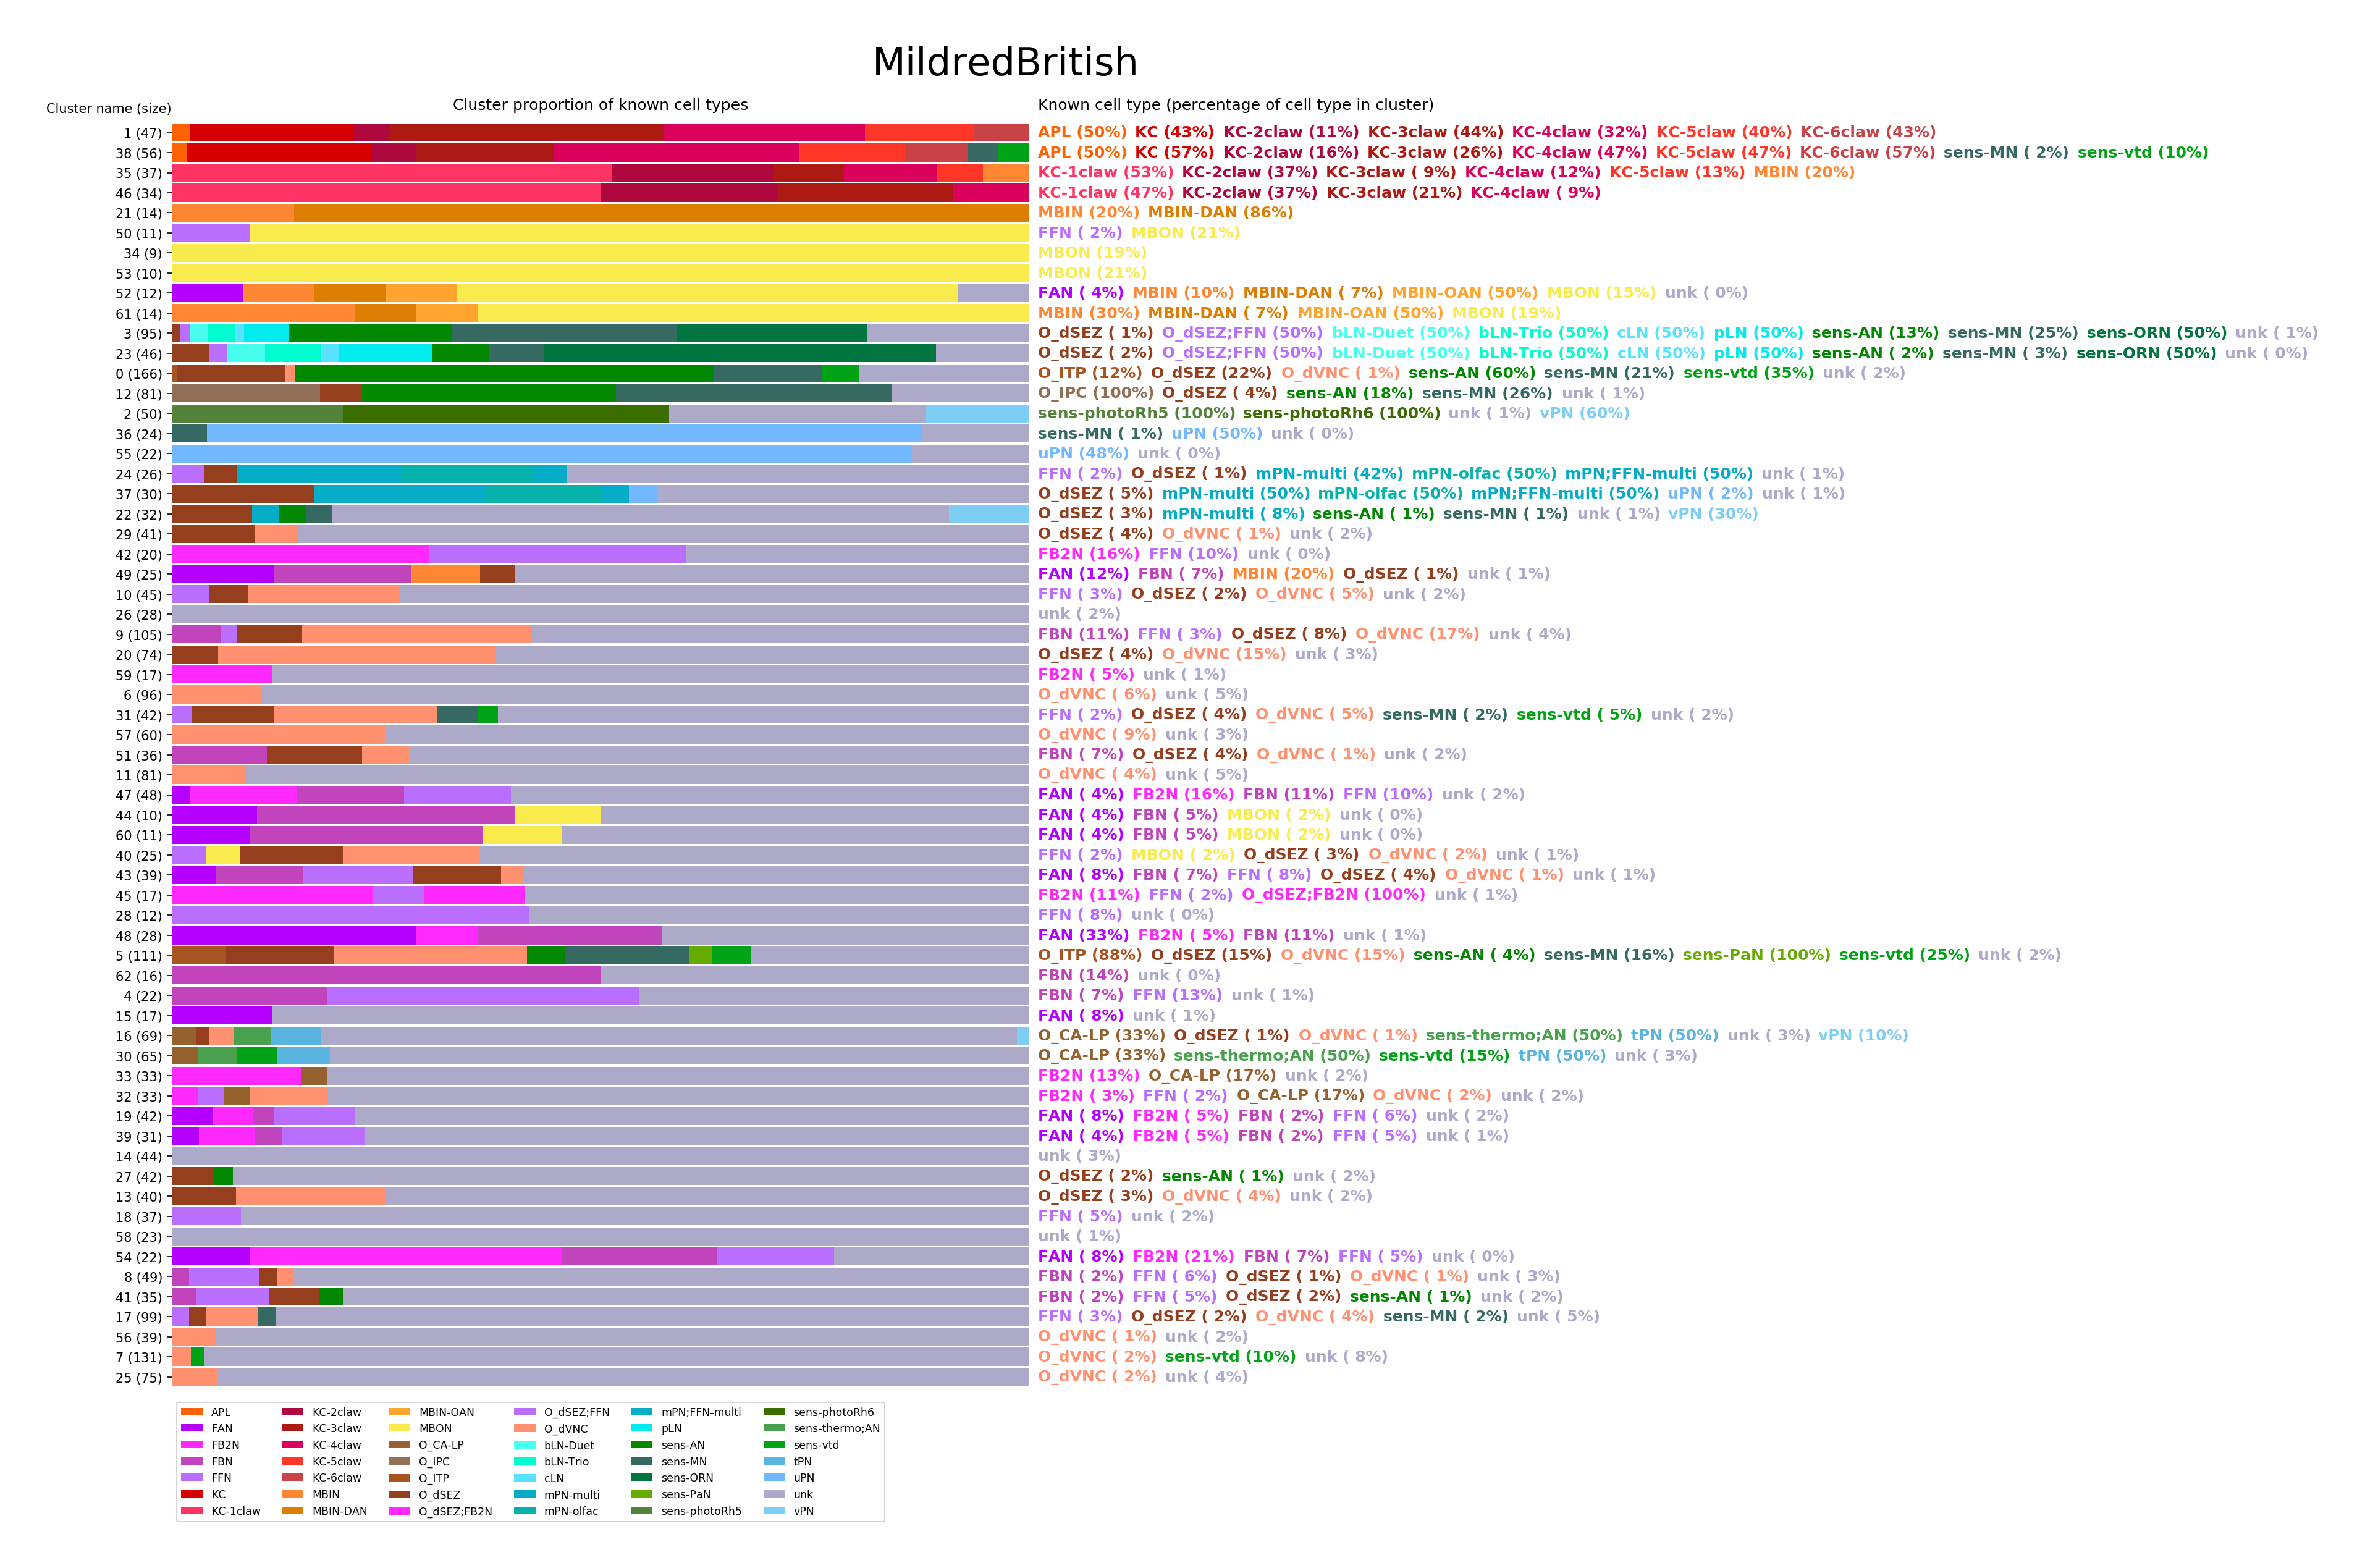 MildredBritish
Cluster name (size) Cluster proportion of known cell types Known cell type (percentage of cell type in cluster)
1 (47) APL (50%) KC (43%) KC-2claw (11%) KC-3claw (44%) KC-4claw (32%) KC-5claw (40%) KC-6claw (43%)
38 (56) APL (50%) KC (57%) KC-2claw (16%) KC-3claw (26%) KC-4claw (47%) KC-5claw (47%) KC-6claw (57%) sens-MN ( 2%) sens-vtd (10%)
35 (37) KC-1claw (53%) KC-2claw (37%) KC-3claw ( 9%) KC-4claw (12%) KC-5claw (13%) MBIN (20%)
46 (34) KC-1claw (47%) KC-2claw (37%) KC-3claw (21%) KC-4claw ( 9%)
21 (14) MBIN (20%) MBIN-DAN (86%)
50 (11) FFN ( 2%) MBON (21%)
34 (9) MBON (19%)
53 (10) MBON (21%)
52 (12) FAN ( 4%) MBIN (10%) MBIN-DAN ( 7%) MBIN-OAN (50%) MBON (15%) unk ( 0%)
61 (14) MBIN (30%) MBIN-DAN ( 7%) MBIN-OAN (50%) MBON (19%)
3 (95) O_dSEZ ( 1%) O_dSEZ;FFN (50%) bLN-Duet (50%) bLN-Trio (50%) cLN (50%) pLN (50%) sens-AN (13%) sens-MN (25%) sens-ORN (50%) unk ( 1%)
23 (46) O_dSEZ ( 2%) O_dSEZ;FFN (50%) bLN-Duet (50%) bLN-Trio (50%) cLN (50%) pLN (50%) sens-AN ( 2%) sens-MN ( 3%) sens-ORN (50%) unk ( 0%)
0 (166) O_ITP (12%) O_dSEZ (22%) O_dVNC ( 1%) sens-AN (60%) sens-MN (21%) sens-vtd (35%) unk ( 2%)
12 (81) O_IPC (100%) O_dSEZ ( 4%) sens-AN (18%) sens-MN (26%) unk ( 1%)
2 (50) sens-photoRh5 (100%) sens-photoRh6 (100%) unk ( 1%) vPN (60%)
36 (24) sens-MN ( 1%) uPN (50%) unk ( 0%)
55 (22) uPN (48%) unk ( 0%)
24 (26) FFN ( 2%) O_dSEZ ( 1%) mPN-multi (42%) mPN-olfac (50%) mPN;FFN-multi (50%) unk ( 1%)
37 (30) O_dSEZ ( 5%) mPN-multi (50%) mPN-olfac (50%) mPN;FFN-multi (50%) uPN ( 2%) unk ( 1%)
22 (32) O_dSEZ ( 3%) mPN-multi ( 8%) sens-AN ( 1%) sens-MN ( 1%) unk ( 1%) vPN (30%)
29 (41) O_dSEZ ( 4%) O_dVNC ( 1%) unk ( 2%)
42 (20) FB2N (16%) FFN (10%) unk ( 0%)
49 (25) FAN (12%) FBN ( 7%) MBIN (20%) O_dSEZ ( 1%) unk ( 1%)
10 (45) FFN ( 3%) O_dSEZ ( 2%) O_dVNC ( 5%) unk ( 2%)
26 (28) unk ( 2%)
9 (105) FBN (11%) FFN ( 3%) O_dSEZ ( 8%) O_dVNC (17%) unk ( 4%)
20 (74) O_dSEZ ( 4%) O_dVNC (15%) unk ( 3%)
59 (17) FB2N ( 5%) unk ( 1%)
6 (96) O_dVNC ( 6%) unk ( 5%)
31 (42) FFN ( 2%) O_dSEZ ( 4%) O_dVNC ( 5%) sens-MN ( 2%) sens-vtd ( 5%) unk ( 2%)
57 (60) O_dVNC ( 9%) unk ( 3%)
51 (36) FBN ( 7%) O_dSEZ ( 4%) O_dVNC ( 1%) unk ( 2%)
11 (81) O_dVNC ( 4%) unk ( 5%)
47 (48) FAN ( 4%) FB2N (16%) FBN (11%) FFN (10%) unk ( 2%)
44 (10) FAN ( 4%) FBN ( 5%) MBON ( 2%) unk ( 0%)
60 (11) FAN ( 4%) FBN ( 5%) MBON ( 2%) unk ( 0%)
40 (25) FFN ( 2%) MBON ( 2%) O_dSEZ ( 3%) O_dVNC ( 2%) unk ( 1%)
43 (39) FAN ( 8%) FBN ( 7%) FFN ( 8%) O_dSEZ ( 4%) O_dVNC ( 1%) unk ( 1%)
45 (17) FB2N (11%) FFN ( 2%) O_dSEZ;FB2N (100%) unk ( 1%)
28 (12) FFN ( 8%) unk ( 0%)
48 (28) FAN (33%) FB2N ( 5%) FBN (11%) unk ( 1%)
5 (111) O_ITP (88%) O_dSEZ (15%) O_dVNC (15%) sens-AN ( 4%) sens-MN (16%) sens-PaN (100%) sens-vtd (25%) unk ( 2%)
62 (16) FBN (14%) unk ( 0%)
4 (22) FBN ( 7%) FFN (13%) unk ( 1%)
15 (17) FAN ( 8%) unk ( 1%)
16 (69) O_CA-LP (33%) O_dSEZ ( 1%) O_dVNC ( 1%) sens-thermo;AN (50%) tPN (50%) unk ( 3%) vPN (10%)
30 (65) O_CA-LP (33%) sens-thermo;AN (50%) sens-vtd (15%) tPN (50%) unk ( 3%)
33 (33) FB2N (13%) O_CA-LP (17%) unk ( 2%)
32 (33) FB2N ( 3%) FFN ( 2%) O_CA-LP (17%) O_dVNC ( 2%) unk ( 2%)
19 (42) FAN ( 8%) FB2N ( 5%) FBN ( 2%) FFN ( 6%) unk ( 2%)
39 (31) FAN ( 4%) FB2N ( 5%) FBN ( 2%) FFN ( 5%) unk ( 1%)
14 (44) unk ( 3%)
27 (42) O_dSEZ ( 2%) sens-AN ( 1%) unk ( 2%)
13 (40) O_dSEZ ( 3%) O_dVNC ( 4%) unk ( 2%)
18 (37) FFN ( 5%) unk ( 2%)
58 (23) unk ( 1%)
54 (22) FAN ( 8%) FB2N (21%) FBN ( 7%) FFN ( 5%) unk ( 0%)
8 (49) FBN ( 2%) FFN ( 6%) O_dSEZ ( 1%) O_dVNC ( 1%) unk ( 3%)
41 (35) FBN ( 2%) FFN ( 5%) O_dSEZ ( 2%) sens-AN ( 1%) unk ( 2%)
17 (99) FFN ( 3%) O_dSEZ ( 2%) O_dVNC ( 4%) sens-MN ( 2%) unk ( 5%)
56 (39) O_dVNC ( 1%) unk ( 2%)
7 (131) O_dVNC ( 2%) sens-vtd (10%) unk ( 8%)
25 (75) O_dVNC ( 2%) unk ( 4%)
APL KC-2claw MBIN-OAN O_dSEZ;FFN mPN;FFN-multi sens-photoRh6
FAN KC-3claw MBON O_dVNC pLN sens-thermo;AN
FB2N KC-4claw O_CA-LP bLN-Duet sens-AN sens-vtd
FBN KC-5claw O_IPC bLN-Trio sens-MN tPN
FFN KC-6claw O_ITP cLN sens-ORN uPN
KC MBIN O_dSEZ mPN-multi sens-PaN unk
KC-1claw MBIN-DAN O_dSEZ;FB2N mPN-olfac sens-photoRh5 vPN